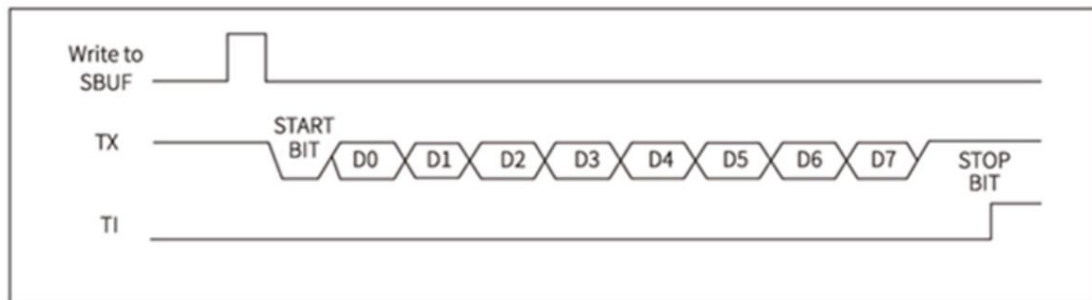 Write to
SBUF
TX
START
BIT
D0 D1 D2 D3 D4 D5 D6 D7
STOP
BIT
TI